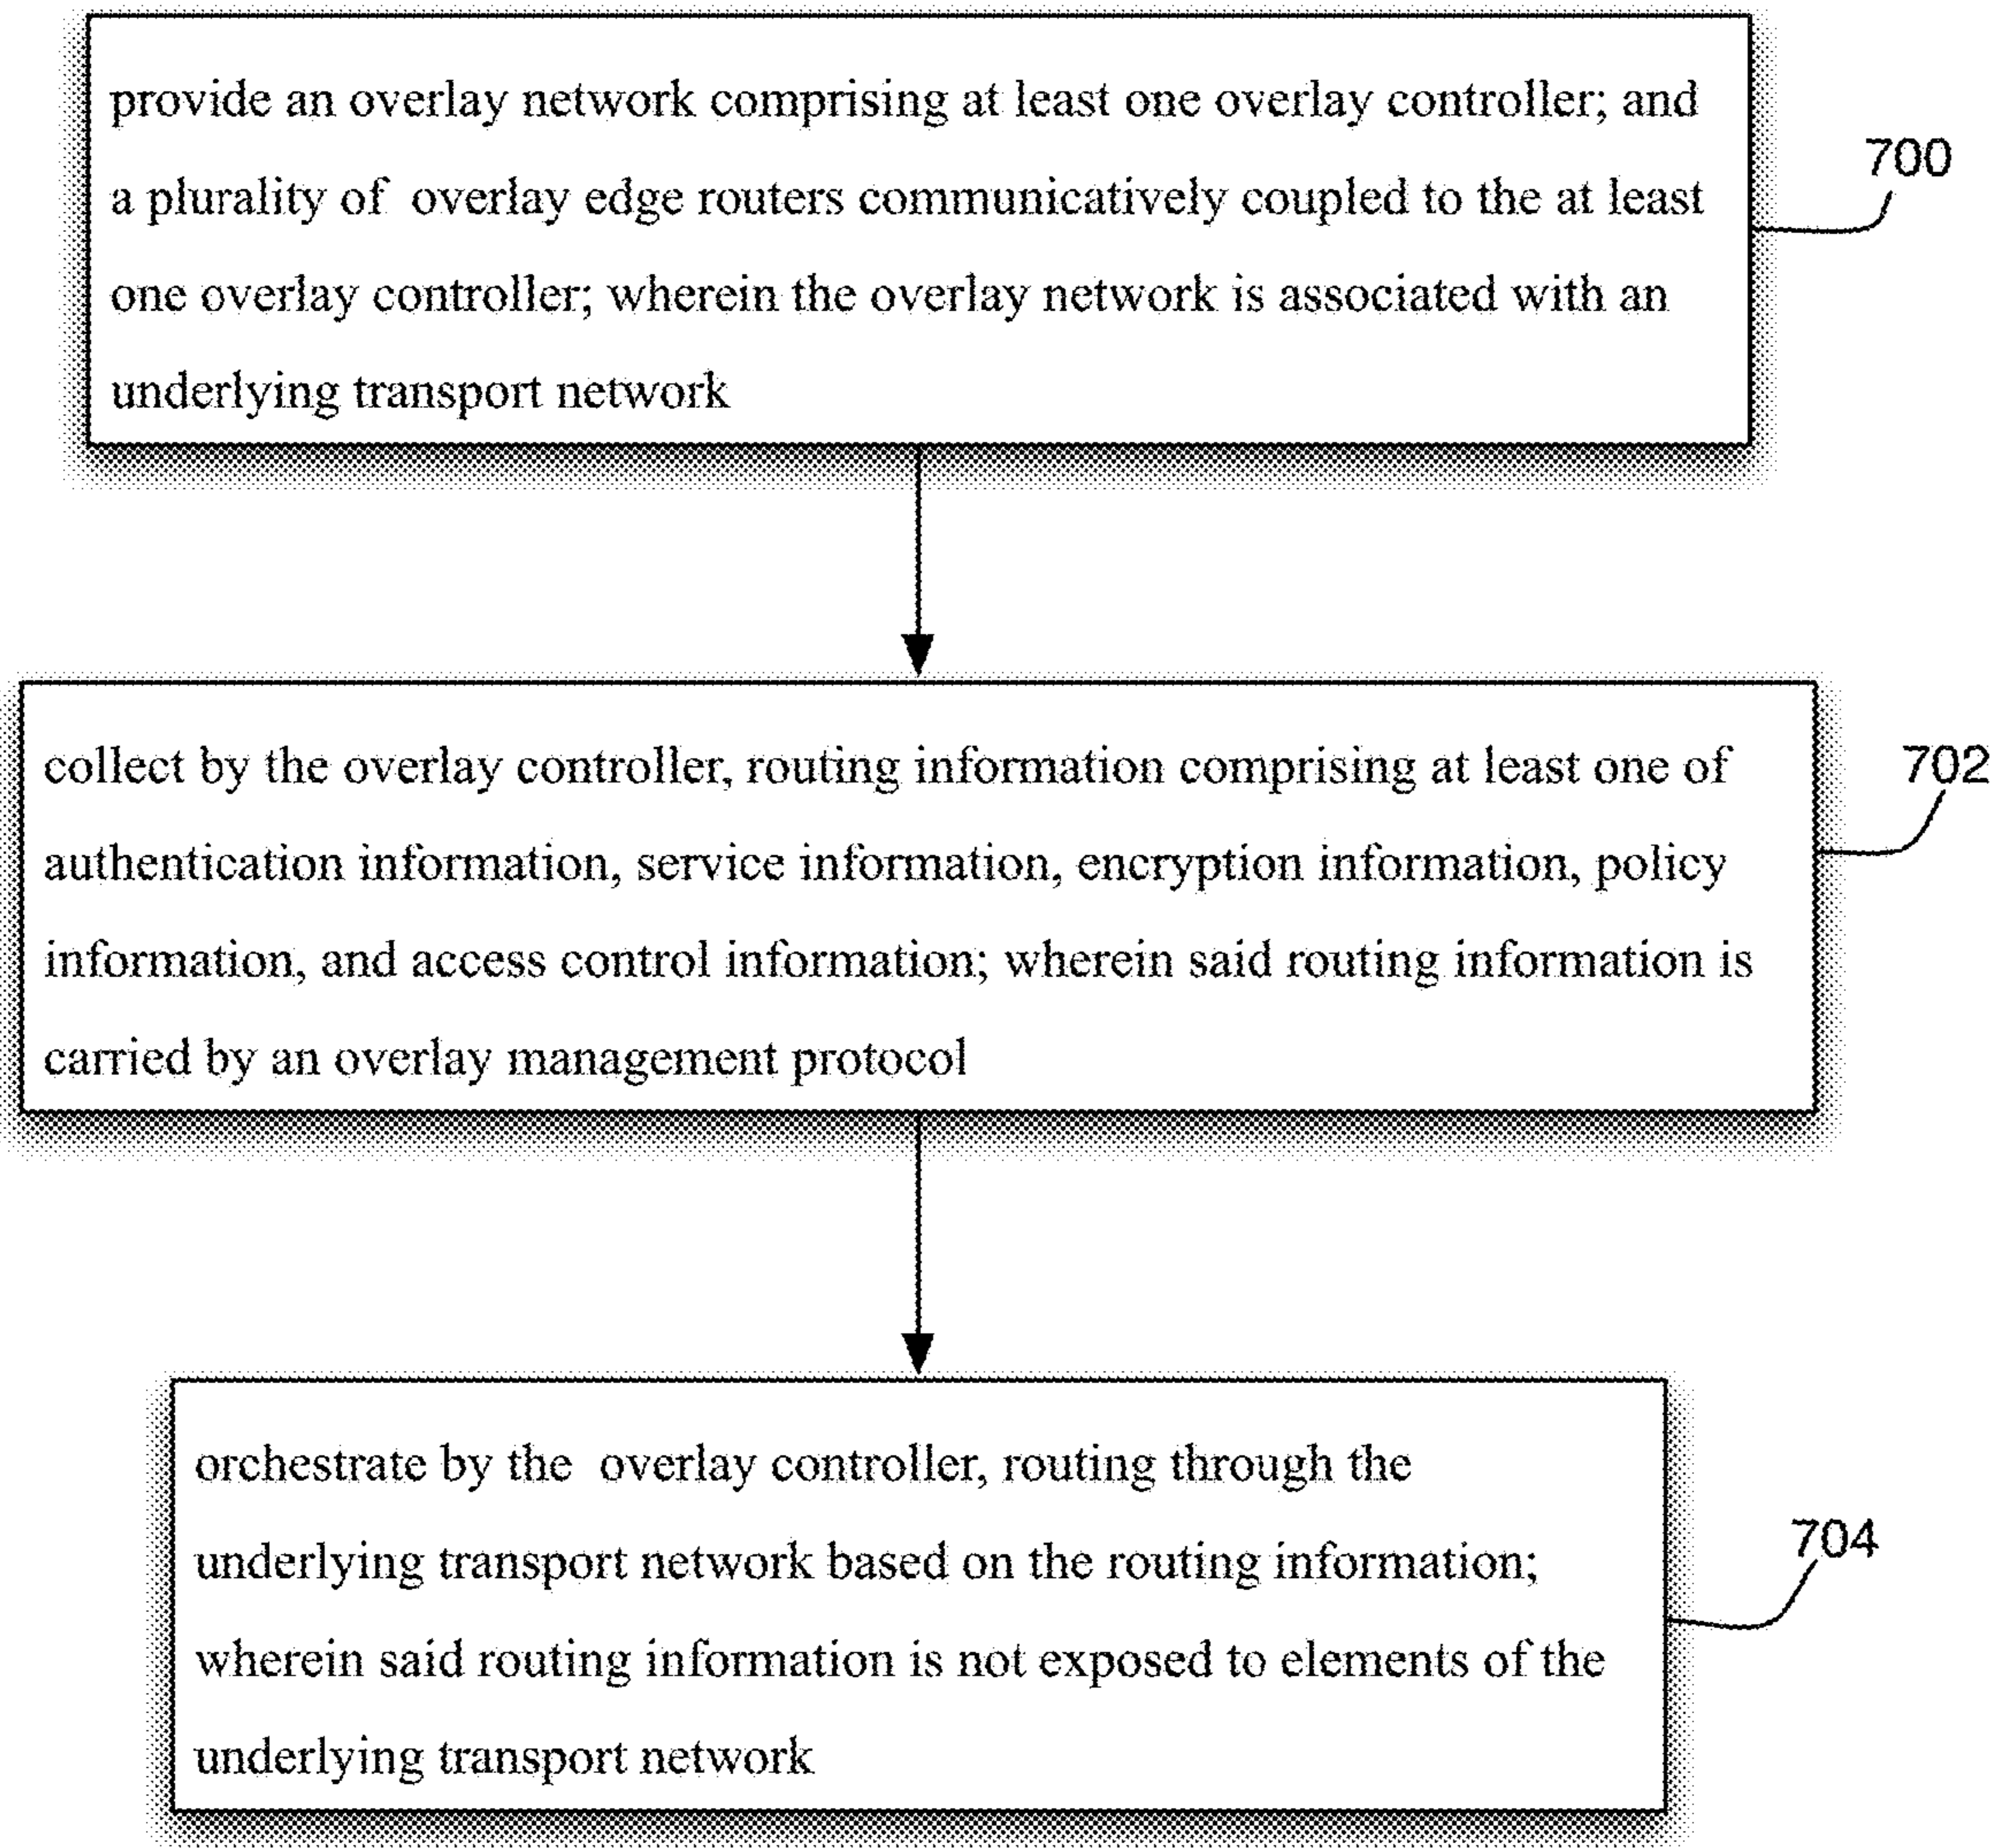 provide an overlay network comprising at least one overlay controller; and
a plurality of overlay edge routers communicatively coupled to the at least
one overlay controller; wherein the overlay network is associated with an
underlying transport network
700
collect by the overlay controller, routing information comprising at least one of
authentication information, service information, encryption information, policy
information, and access control information; wherein said routing information is
carried by an overlay management protocol
702
orchestrate by the overlay controller, routing through the
underlying transport network based on the routing information;
wherein said routing information is not exposed to elements of the
underlying transport network
704